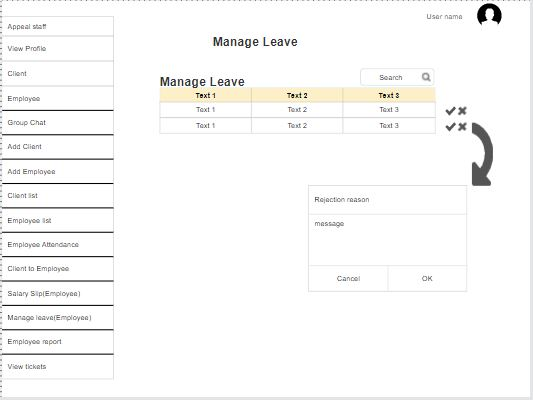 User name
Appeal staff
View Profile
Client
Employee
Group Chat
Add Client
Add Employee
Client list
Employee list
Employee Attendance
Client to Employee
Salary Slip(Employee)
Manage leave(Employee)
Employee report
View tickets
Manage Leave
Manage Leave
Search
Text 1 Text 2 Text 3
Text 1 Text 2 Text 3
Text 1 Text 2 Text 3
Rejection reason
message
Cancel OK